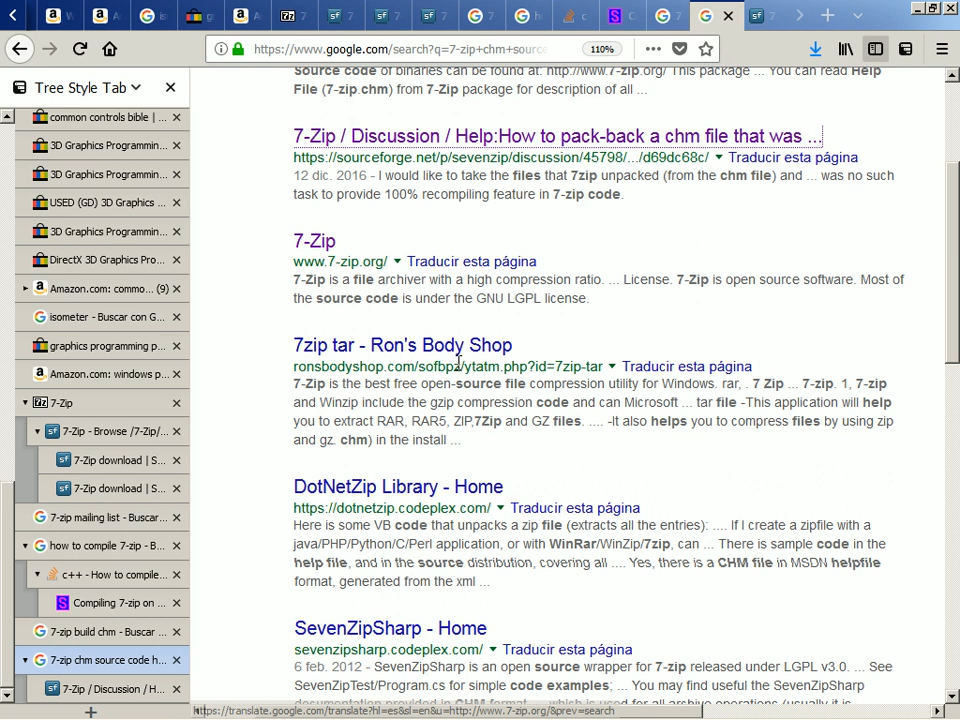 https://www.google.com/search?q=7-zip+chm+source
110%
Tree Style Tab
common controls bible |
3D Graphics Programmin...
3D Graphics Programmin...
USED (GD) 3D Graphics ...
3D Graphics Programmin...
DirectX 3D Graphics Pro...
Amazon.com: commo... (9)
isometer - Buscar con G
graphics programming p...
Amazon.com: windows p...
7-Zip
7-Zip - Browse /7-Zip/...
7-Zip download | S...
7-Zip download | S...
7-zip mailing list - Buscar...
how to compile 7-zip - B...
c++ - How to compile...
Compiling 7-zip on ...
7-zip build chm - Buscar ...
7-zip chm source code h...
7-Zip / Discussion / H...
Source code of binaries can be found at: http://www.7-zip.org/ This package ... You can read Help
File (7-zip.chm) from 7-Zip package for description of all ...
7-Zip / Discussion / Help:How to pack-back a chm file that was ...
https://sourceforge.net/p/sevenzip/discussion/45798/.../d69dc68c/ Traducir esta página
12 dic. 2016 - I would like to take the files that 7zip unpacked (from the chm file) and ... was no such
task to provide 100% recompiling feature in 7-zip code.
7-Zip
www.7-zip.org/ Traducir esta página
7-Zip is a file archiver with a high compression ratio. ... License. 7-Zip is open source software. Most of
the source code is under the GNU LGPL license.
7zip tar - Ron's Body Shop
ronsbodyshop.com/sofbpz/ytatm.php?id=7zip-tar Traducir esta página
7-Zip is the best free open-source file compression utility for Windows. rar, . 7 Zip ... 7-zip. 1, 7-zip
and Winzip include the gzip compression code and can Microsoft ... tar file -This application will help
you to extract RAR, RAR5, ZIP,7Zip and GZ files. .... -It also helps you to compress files by using zip
and gz. chm) in the install ...
DotNetZip Library - Home
https://dotnetzip.codeplex.com/ Traducir esta página
Here is some VB code that unpacks a zip file (extracts all the entries): .... If I create a zipfile with a
java/PHP/Python/C/Perl application, or with WinRar/WinZip/7zip, can ... There is sample code in the
help file, and in the source distribution, covering all .... Yes, there is a CHM file in MSDN helpfile
format, generated from the xml ...
SevenZipSharp - Home
sevenzipsharp.codeplex.com/ Traducir esta página
6 feb. 2012 - SevenZipSharp is an open source wrapper for 7-zip released under LGPL v3.0. ... See
SevenZipTest/Program.cs for simple code examples; ... You may find useful the SevenZipSharp
documentation provided in CHM format. ... which is used for all archive operations (usually it is
https://translate.google.com/translate?hl=es&sl=en&u=http://www.7-zip.org/&prev=search